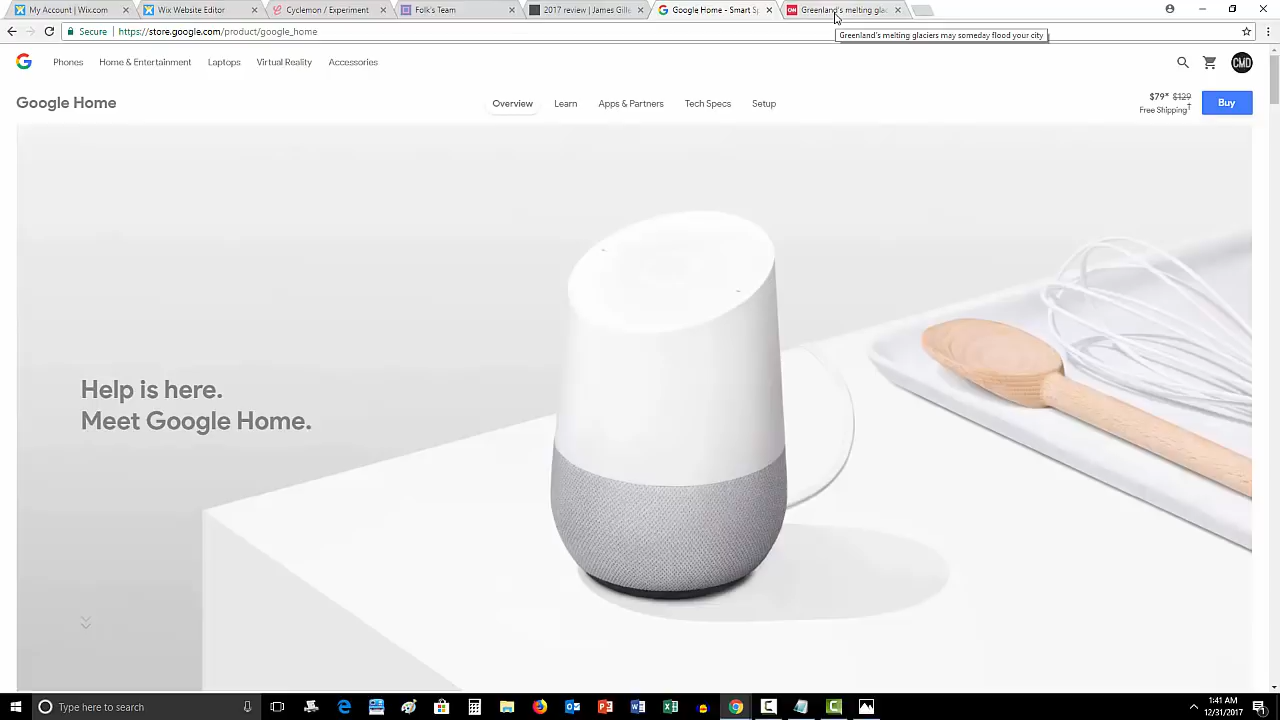 My Account | Wix.com
Wix Website Editor
Cyclemon / Experiment
Folk's Team
2017 review | James Gill
Google Home - Smart Sp
Greenland's melting glac
Secure
https://store.google.com/product/google_home
Greenland's melting glaciers may someday flood your city
Phones
Home & Entertainment
Laptops
Virtual Reality
Accessories
CMD
Google Home
Overview
Learn
Apps & Partners
Tech Specs
Setup
$79* $129
Free Shipping†
Buy
Help is here.
Meet Google Home.
Type here to search
1:41 AM
12/31/2017